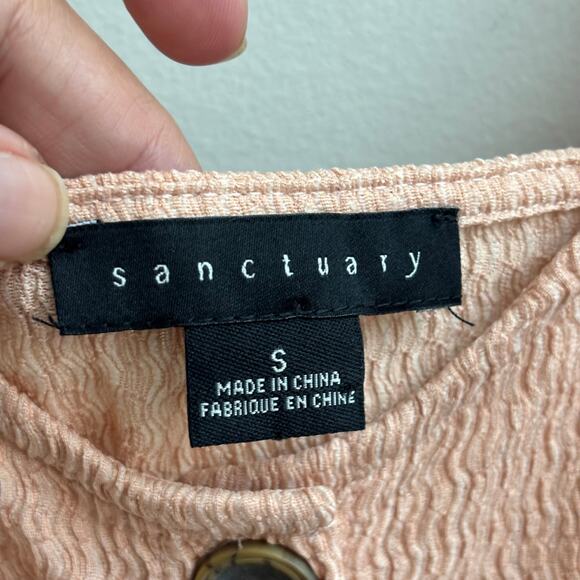 sanctuary
S
MADE IN CHINA
FABRIQUE EN CHINE